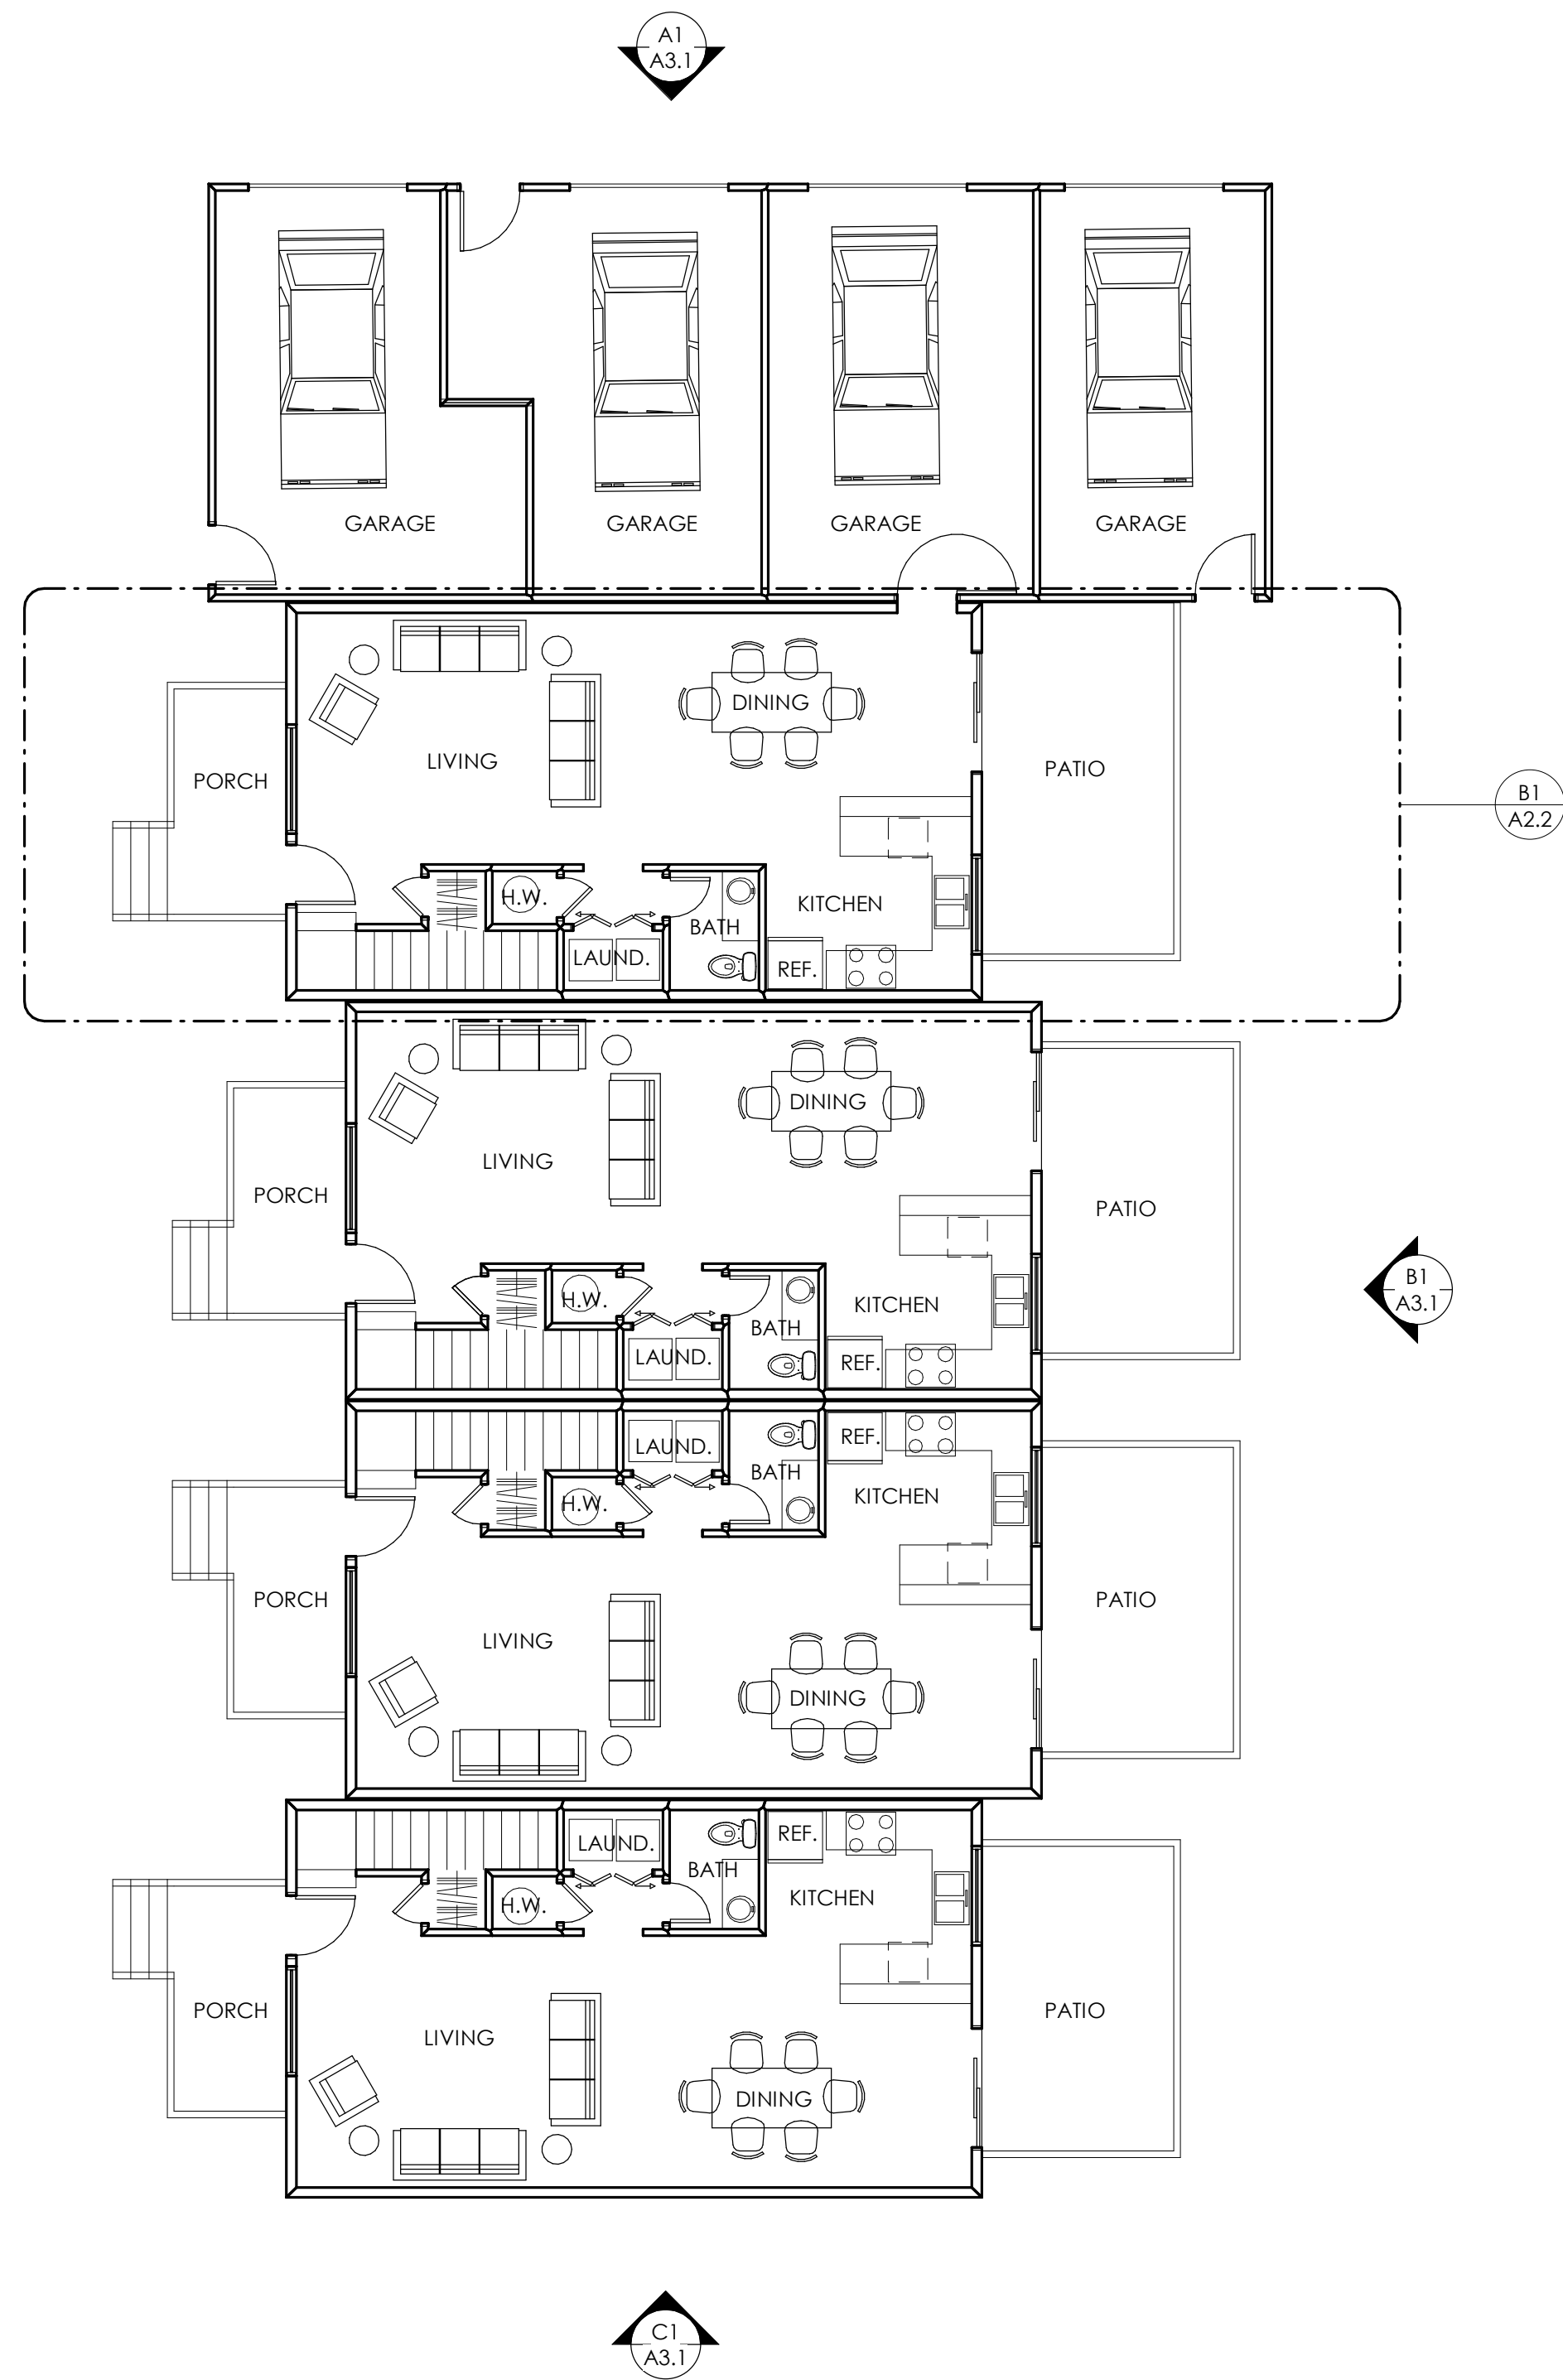 A1
A3.1
GARAGE
GARAGE
GARAGE
GARAGE
DINING
LIVING
PATIO
PORCH
B1
A2.2
H.W.
KITCHEN
BATH
LAUND.
REF.
DINING
LIVING
PORCH
PATIO
B1
A3.1
H.W.
KITCHEN
BATH
LAUND.
REF.
LAUND.
REF.
BATH
KITCHEN
H.W.
PORCH
PATIO
LIVING
DINING
LAUND.
REF.
BATH
KITCHEN
H.W.
PORCH
PATIO
LIVING
DINING
C1
A3.1